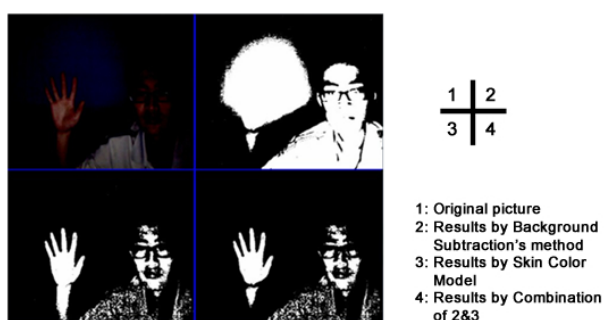 1 2
3 4
1: Original picture
2: Results by Background
Subtraction's method
3: Results by Skin Color
Model
4: Results by Combination
of 2&3